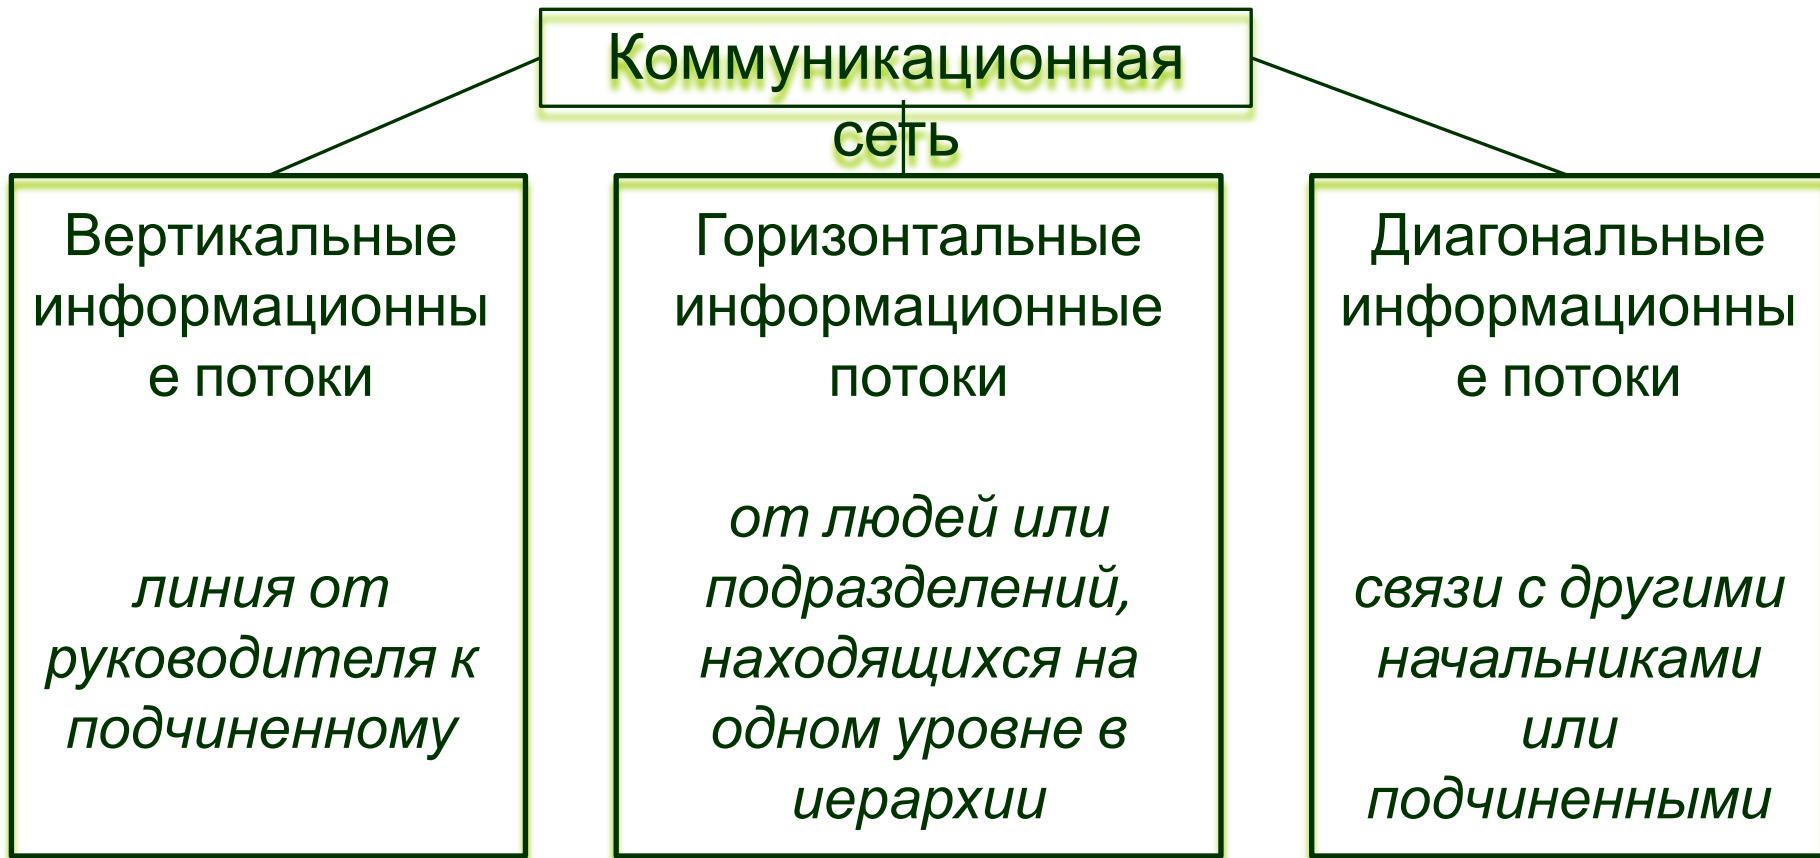 Коммуникационная
сеть
Вертикальные
информационны
е потоки
линия от
руководителя к
подчиненному
Горизонтальные
информационные
потоки
от людей или
подразделений,
находящихся на
одном уровне в
иерархии
Диагональные
информационны
е потоки
связи с другими
начальниками
или
подчиненными